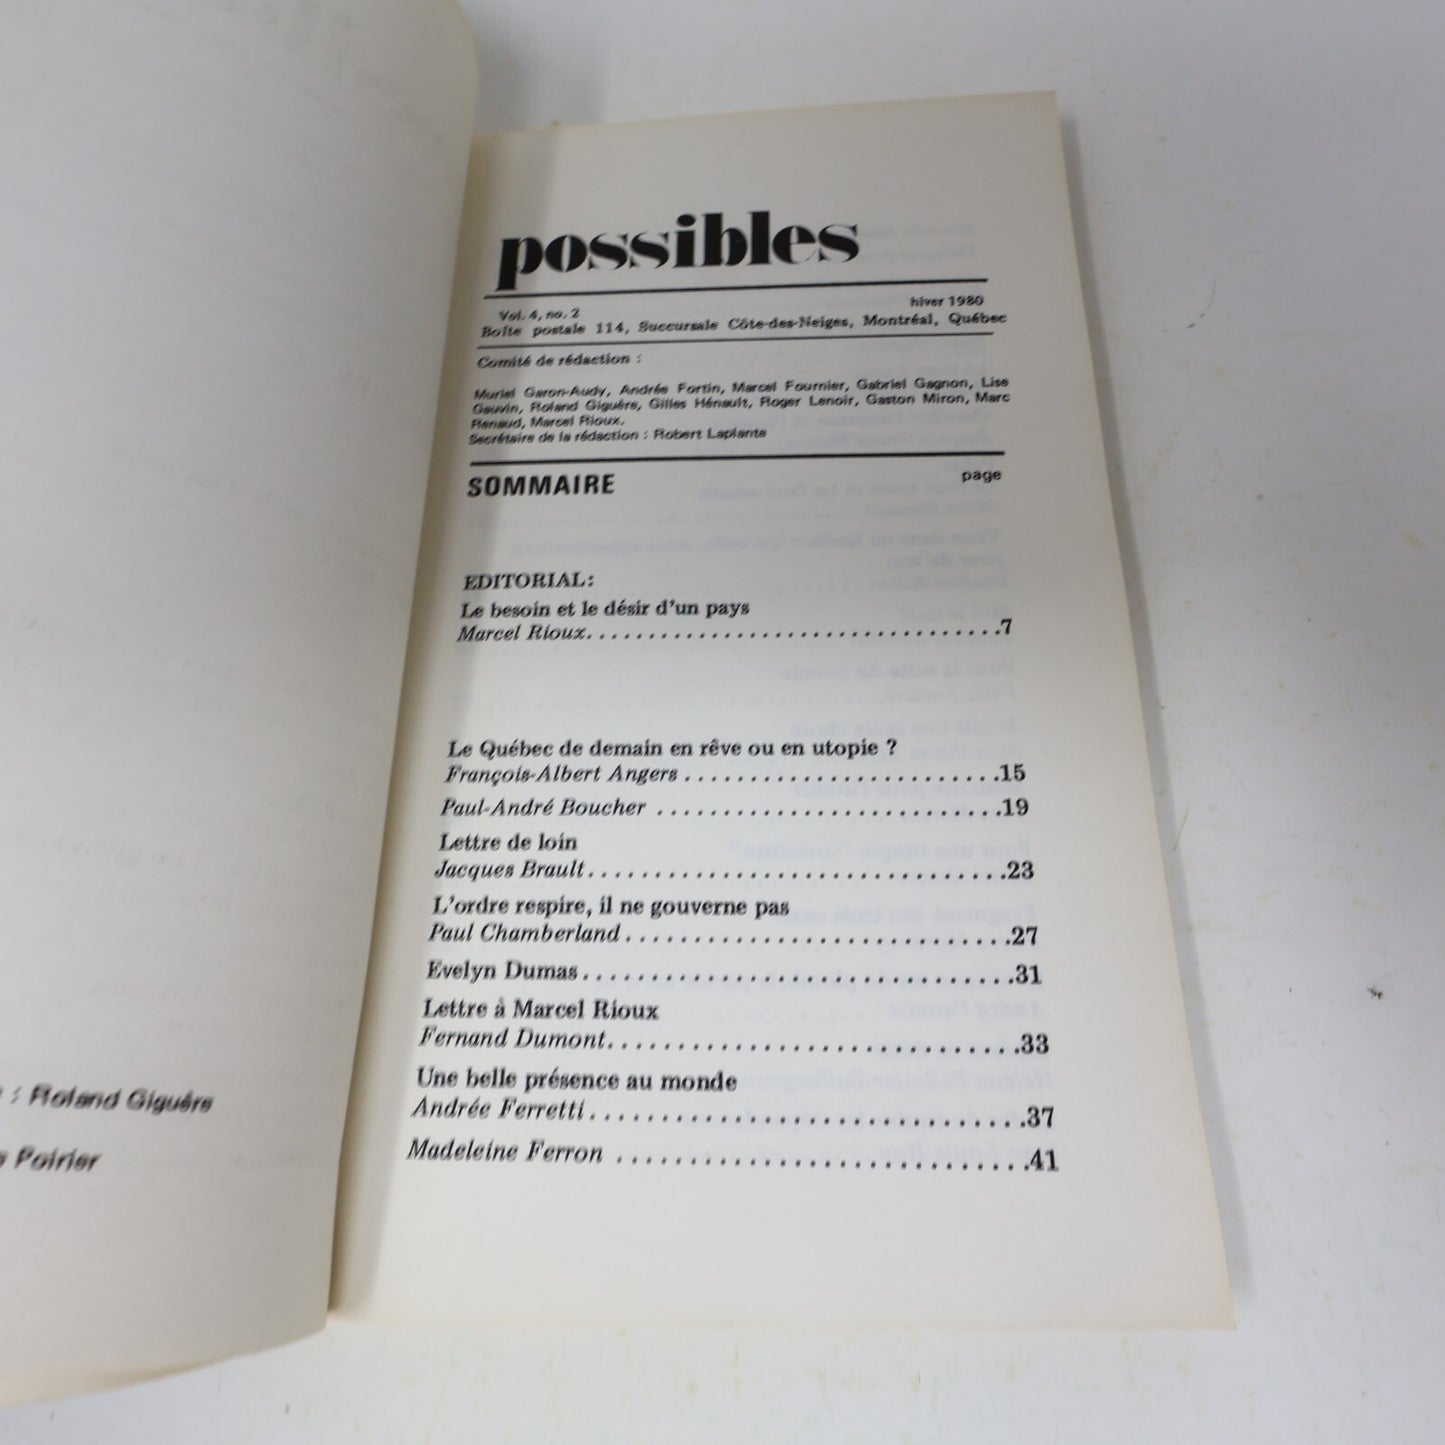 : Roland Giguère
Poirier
possibles
Vol. 4, no. 2 hiver 1980
Boîte postale 114, Succursale Côte-des-Neiges, Montréal, Québec
Comité de rédaction :
Muriel Garon-Audy, Andrée Fortin, Marcel Fournier, Gabriel Gagnon, Lise
Gauvin, Roland Giguère, Gilles Hénault, Roger Lenoir, Gaston Miron, Marc
Renaud, Marcel Rioux.
Secrétaire de la rédaction : Robert Laplante
SOMMAIRE page
EDITORIAL:
Le besoin et le désir d'un pays
Marcel Rioux..................................7
Le Québec de demain en rêve ou en utopie ?
François-Albert Angers .........................15
Paul-André Boucher ............................19
Lettre de loin
Jacques Brault................................23
L'ordre respire, il ne gouverne pas
Paul Chamberland..............................27
Evelyn Dumas..................................31
Lettre à Marcel Rioux
Fernand Dumont................................33
Une belle présence au monde
Andrée Ferretti................................37
Madeleine Ferron ..............................41